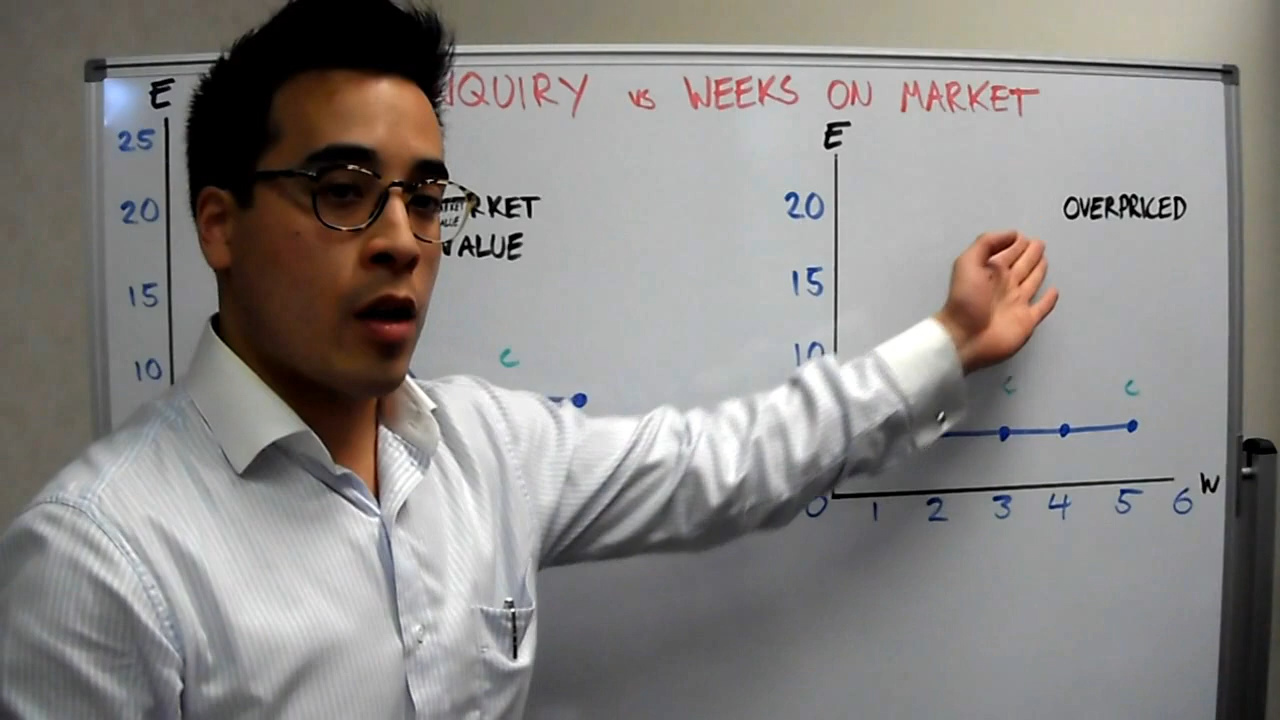 NQUIRY vs WEEKS ON MARKET
E
25
20
15
10
RKET
VALUE
C
E
20
15
10
OVERPRICED
C C
0 1 2 3 4 5 6 W